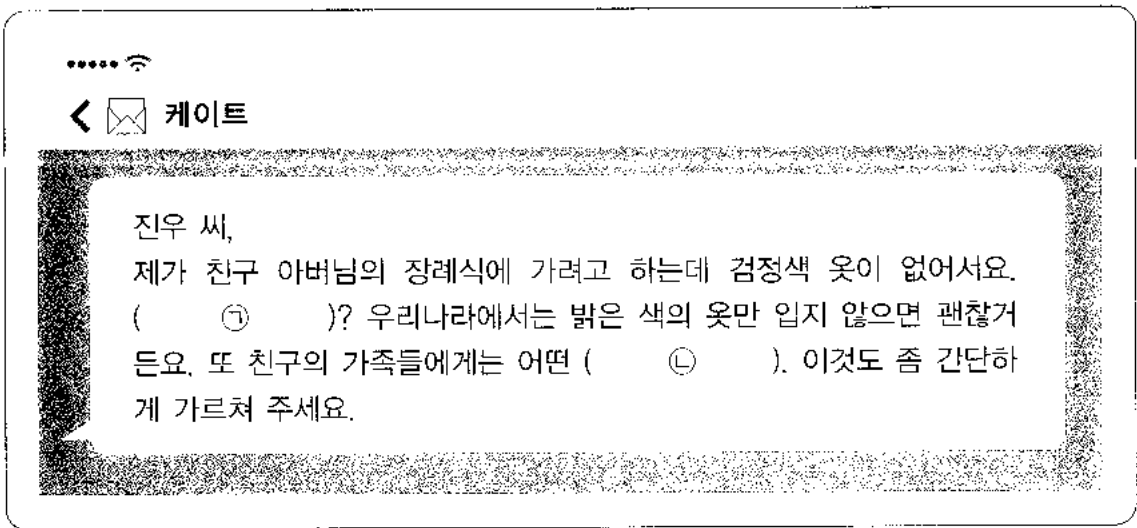 케이트
진우 씨,
제가 친구 아버님의 장례식에 가려고 하는데 검정색 옷이 없어서요.
( ㉠ )? 우리나라에서는 밝은 색의 옷만 입지 않으면 괜찮거
든요. 또 친구의 가족들에게는 어떤 ( ㉡ ). 이것도 좀 간단하
게 가르쳐 주세요.